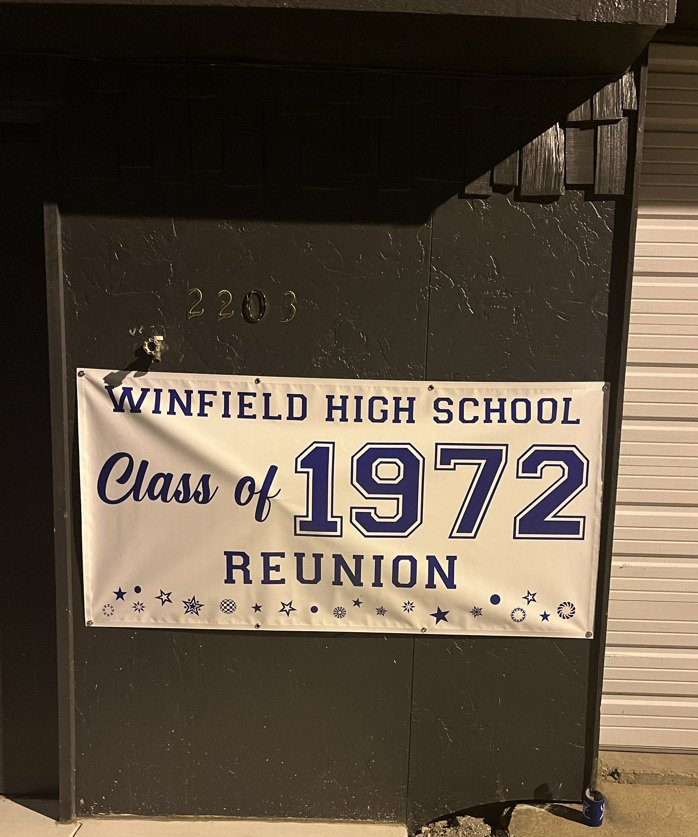 2203
WINFIELD HIGH SCHOOL
Class of 1972
REUNION